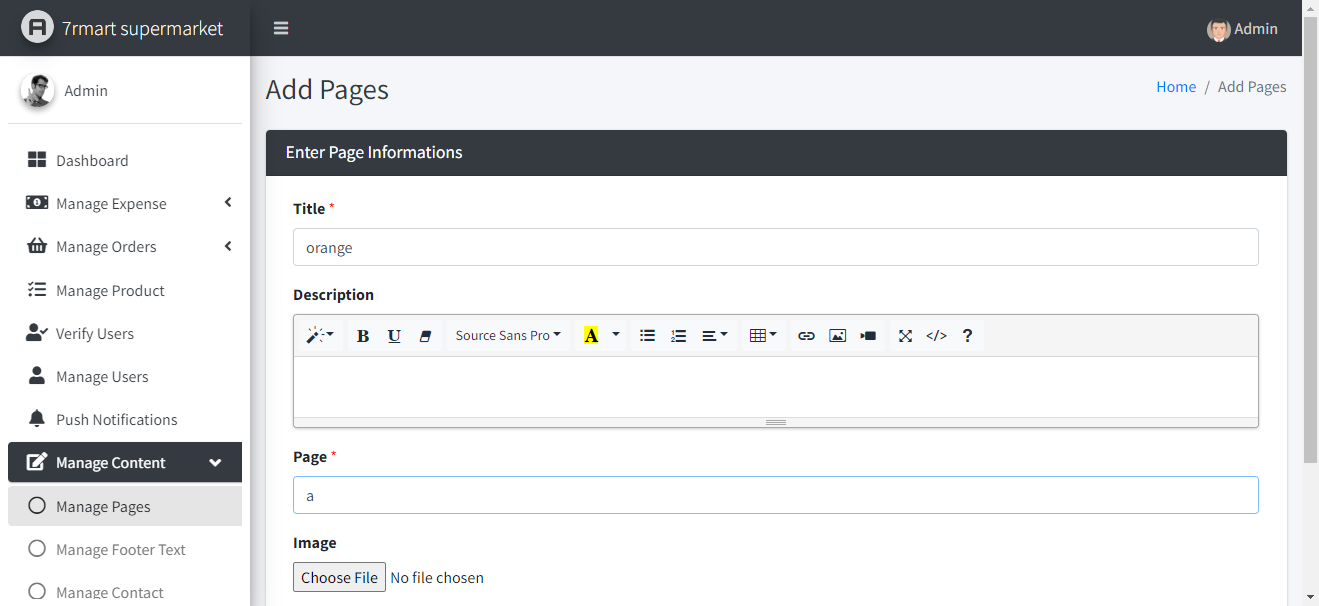 7rmart supermarket
Admin
Admin
Dashboard
Manage Expense
Manage Orders
Manage Product
Verify Users
Manage Users
Push Notifications
Manage Content
Manage Pages
Manage Footer Text
Manage Contact
Add Pages
Home / Add Pages
Enter Page Informations
Title *
orange
Description
B U Source Sans Pro A </> ?
Page *
a
Image
Choose File No file chosen